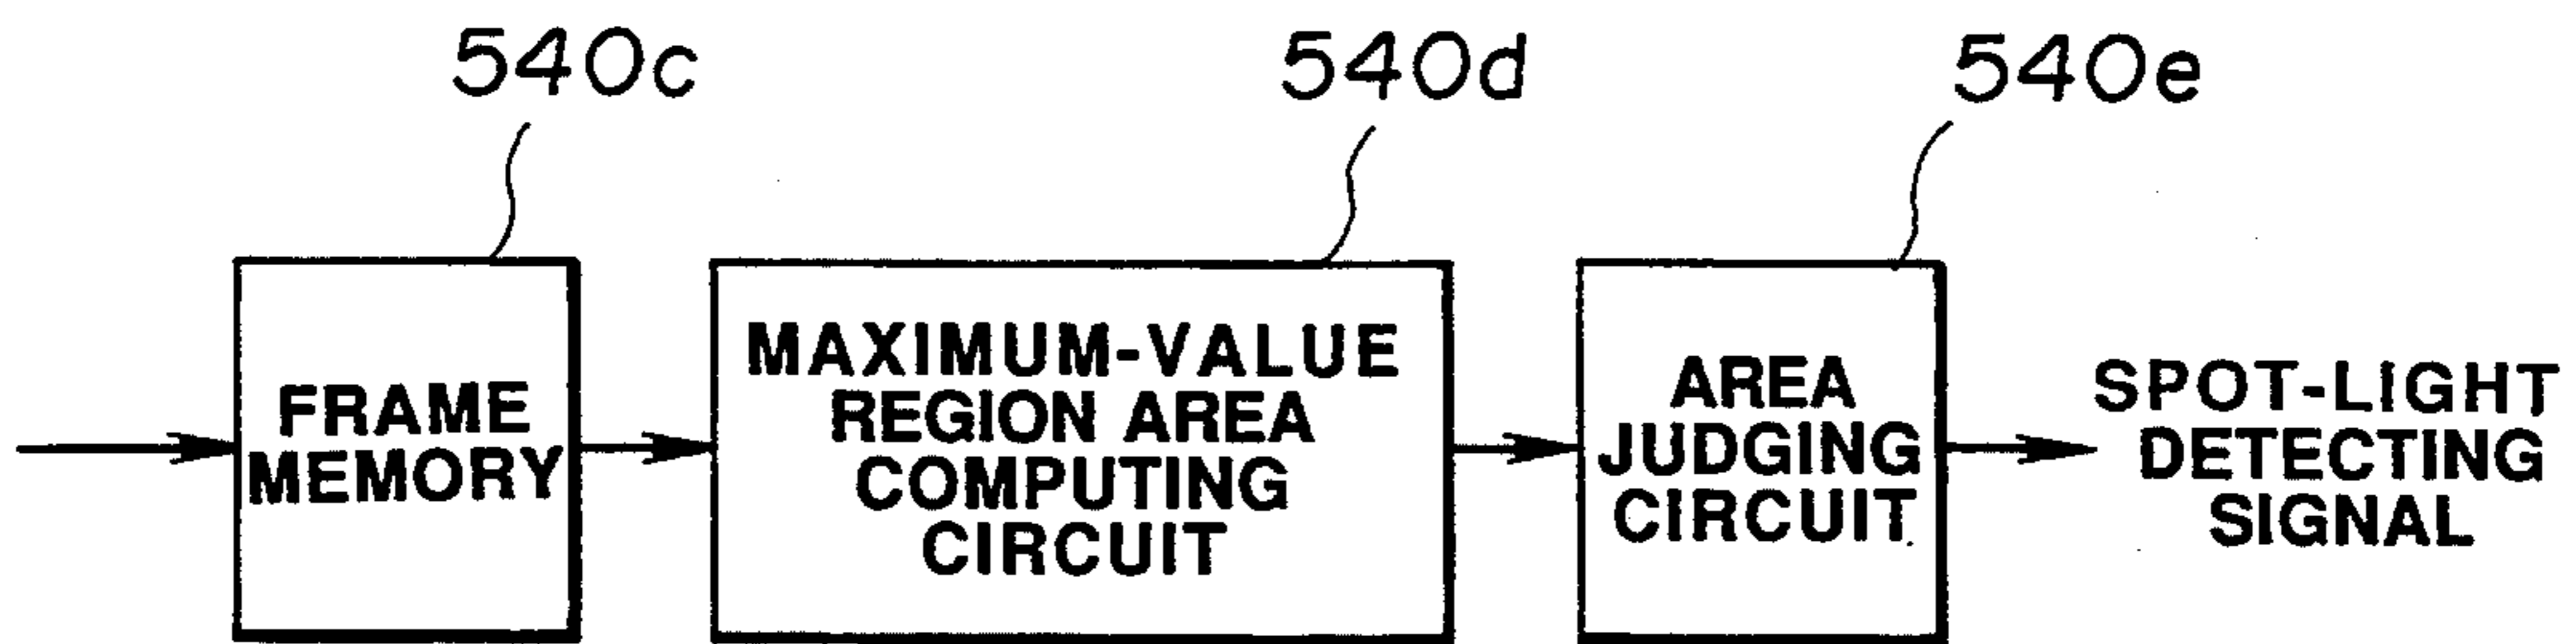 540c
540d
540e
FRAME
MEMORY
MAXIMUM-VALUE
REGION AREA
COMPUTING
CIRCUIT
AREA
JUDGING
CIRCUIT
SPOT-LIGHT
DETECTING
SIGNAL